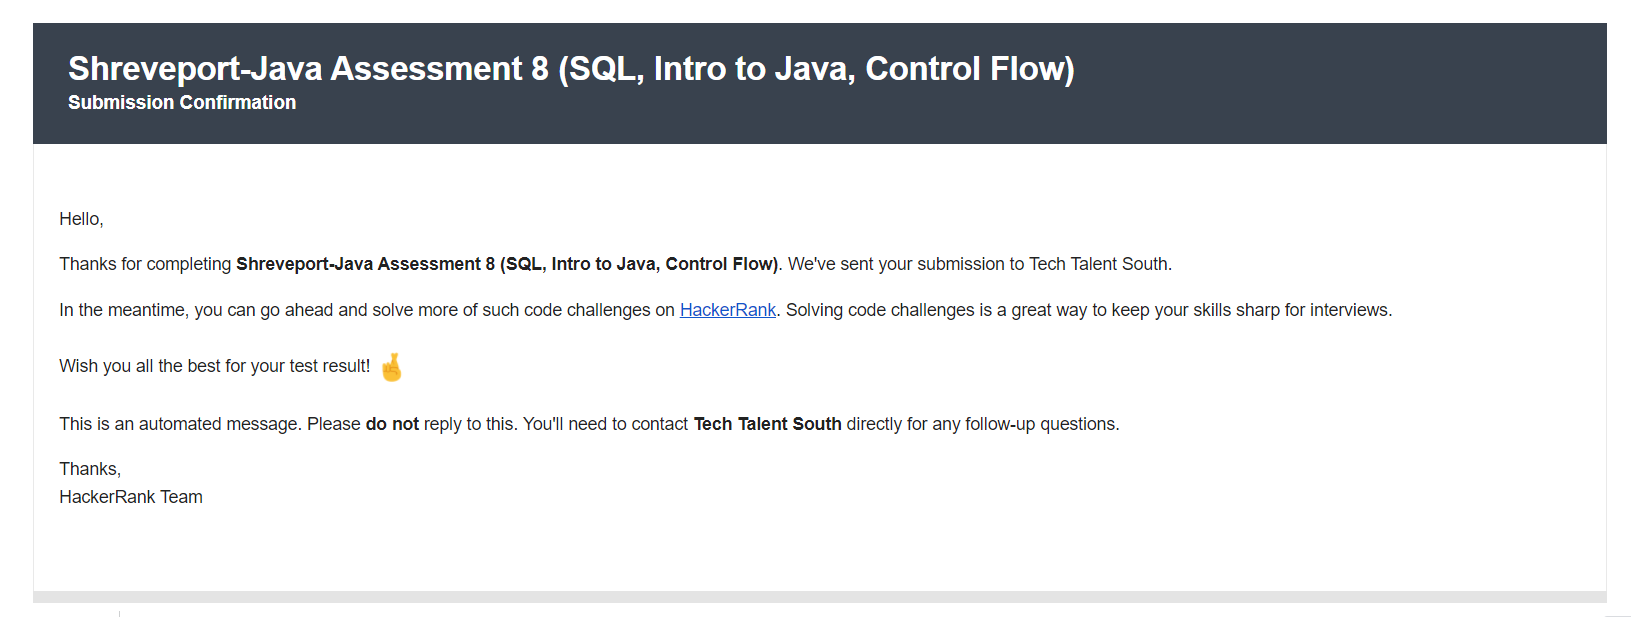 Shreveport-Java Assessment 8 (SQL, Intro to Java, Control Flow)
Submission Confirmation
Hello,
Thanks for completing Shreveport-Java Assessment 8 (SQL, Intro to Java, Control Flow). We've sent your submission to Tech Talent South.
In the meantime, you can go ahead and solve more of such code challenges on HackerRank. Solving code challenges is a great way to keep your skills sharp for interviews.
Wish you all the best for your test result! 🤞
This is an automated message. Please do not reply to this. You'll need to contact Tech Talent South directly for any follow-up questions.
Thanks,
HackerRank Team